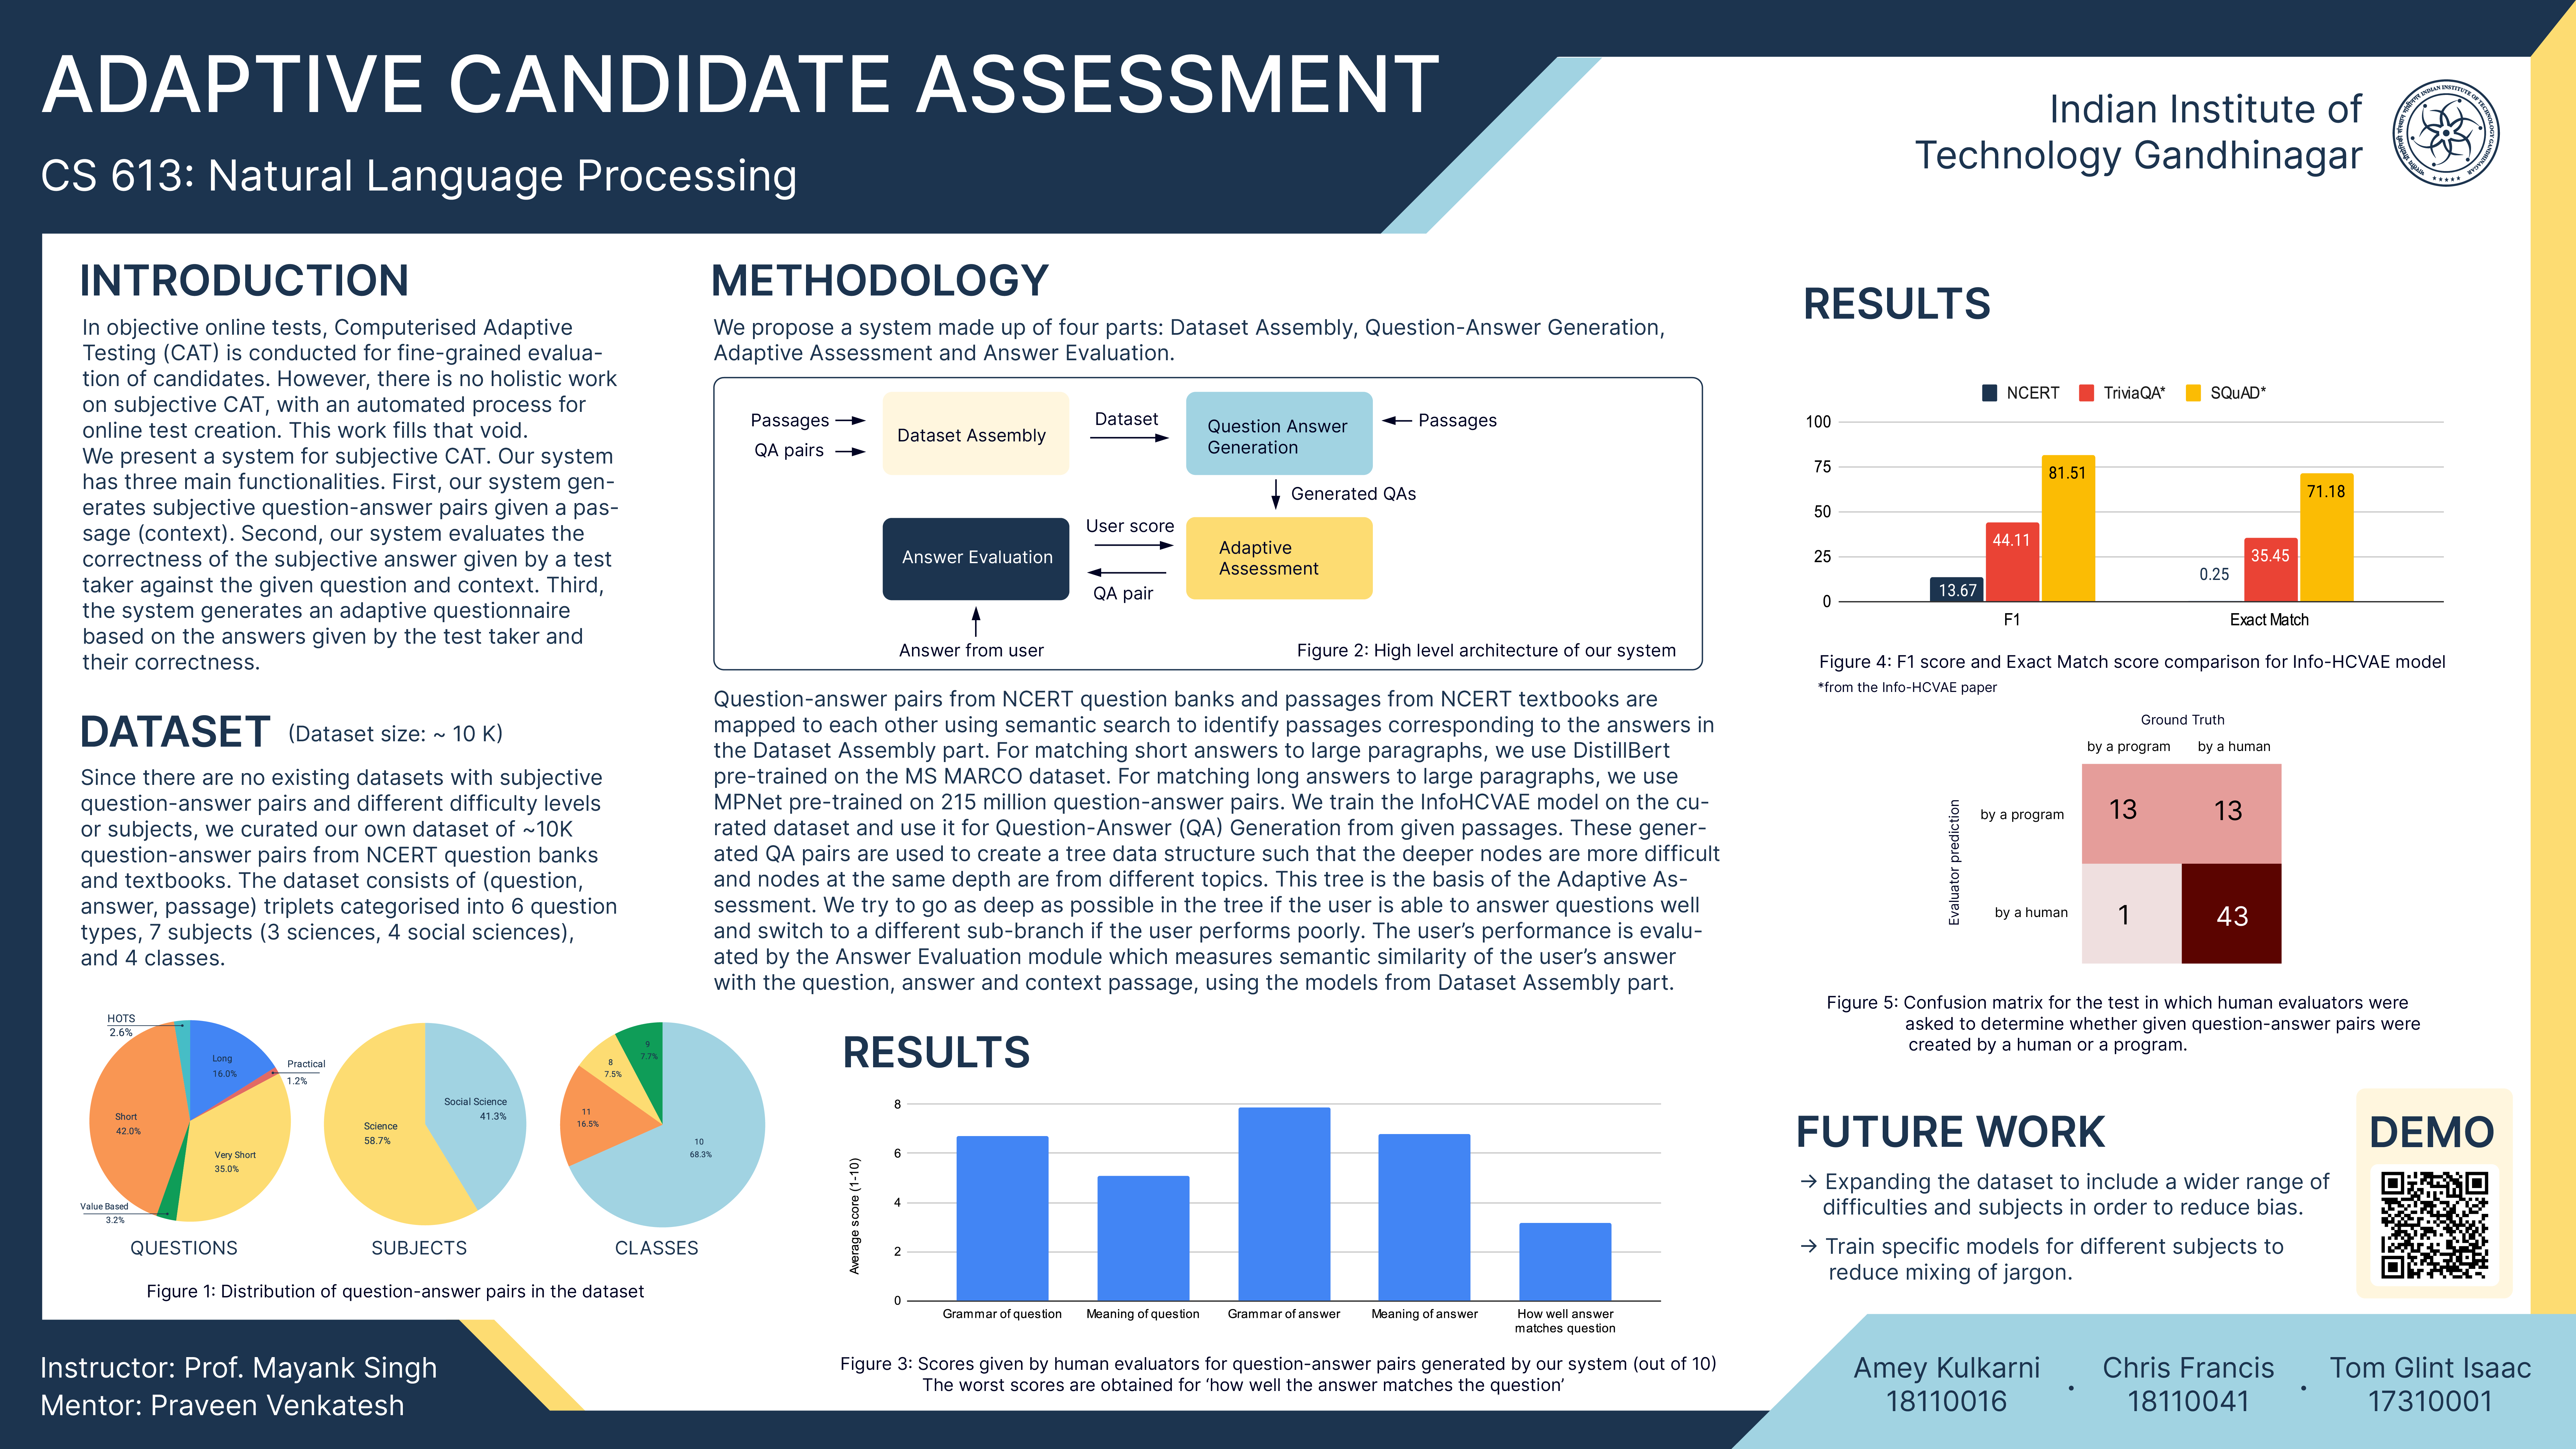 ADAPTIVE CANDIDATE ASSESSMENT
CS 613: Natural Language Processing
Indian Institute of
Technology Gandhinagar
INDIAN INSTITUTE OF TECHNOLOGY GANDHINAGAR
INTRODUCTION
In objective online tests, Computerised Adaptive
Testing (CAT) is conducted for fine-grained evalua-
tion of candidates. However, there is no holistic work
on subjective CAT, with an automated process for
online test creation. This work fills that void.
We present a system for subjective CAT. Our system
has three main functionalities. First, our system gen-
erates subjective question-answer pairs given a pas-
sage (context). Second, our system evaluates the
correctness of the subjective answer given by a test
taker against the given question and context. Third,
the system generates an adaptive questionnaire
based on the answers given by the test taker and
their correctness.
DATASET (Dataset size: ~ 10 K)
Since there are no existing datasets with subjective
question-answer pairs and different difficulty levels
or subjects, we curated our own dataset of ~10K
question-answer pairs from NCERT question banks
and textbooks. The dataset consists of (question,
answer, passage) triplets categorised into 6 question
types, 7 subjects (3 sciences, 4 social sciences),
and 4 classes.
HOTS
2.6%
Long
16.0%
Practical
1.2%
Short
42.0%
Very Short
35.0%
Value Based
3.2%
QUESTIONS
Social Science
41.3%
Science
58.7%
SUBJECTS
9
7.7%
8
7.5%
11
16.5%
10
68.3%
CLASSES
Figure 1: Distribution of question-answer pairs in the dataset
METHODOLOGY
We propose a system made up of four parts: Dataset Assembly, Question-Answer Generation,
Adaptive Assessment and Answer Evaluation.
Passages
QA pairs
Dataset Assembly
Dataset
Question Answer
Generation
Passages
Generated QAs
Answer Evaluation
User score
QA pair
Adaptive
Assessment
Answer from user
Figure 2: High level architecture of our system
Question-answer pairs from NCERT question banks and passages from NCERT textbooks are
mapped to each other using semantic search to identify passages corresponding to the answers in
the Dataset Assembly part. For matching short answers to large paragraphs, we use DistillBert
pre-trained on the MS MARCO dataset. For matching long answers to large paragraphs, we use
MPNet pre-trained on 215 million question-answer pairs. We train the InfoHCVAE model on the cu-
rated dataset and use it for Question-Answer (QA) Generation from given passages. These gener-
ated QA pairs are used to create a tree data structure such that the deeper nodes are more difficult
and nodes at the same depth are from different topics. This tree is the basis of the Adaptive As-
sessment. We try to go as deep as possible in the tree if the user is able to answer questions well
and switch to a different sub-branch if the user performs poorly. The user's performance is evalu-
ated by the Answer Evaluation module which measures semantic similarity of the user's answer
with the question, answer and context passage, using the models from Dataset Assembly part.
RESULTS
Average score (1-10)
8
6
4
2
0
Grammar of question
Meaning of question
Grammar of answer
Meaning of answer
How well answer
matches question
Figure 3: Scores given by human evaluators for question-answer pairs generated by our system (out of 10)
The worst scores are obtained for 'how well the answer matches the question'
RESULTS
NCERT TriviaQA* SQuAD*
100
75
50
25
0
13.67
44.11
81.51
0.25
35.45
71.18
F1
Exact Match
Figure 4: F1 score and Exact Match score comparison for Info-HCVAE model
*from the Info-HCVAE paper
Ground Truth
by a program by a human
Evaluator prediction
by a program 13 13
by a human 1 43
Figure 5: Confusion matrix for the test in which human evaluators were
asked to determine whether given question-answer pairs were
created by a human or a program.
FUTURE WORK
→ Expanding the dataset to include a wider range of
difficulties and subjects in order to reduce bias.
→ Train specific models for different subjects to
reduce mixing of jargon.
DEMO
Instructor: Prof. Mayank Singh
Mentor: Praveen Venkatesh
Amey Kulkarni
18110016
•
Chris Francis
18110041
•
Tom Glint Isaac
17310001